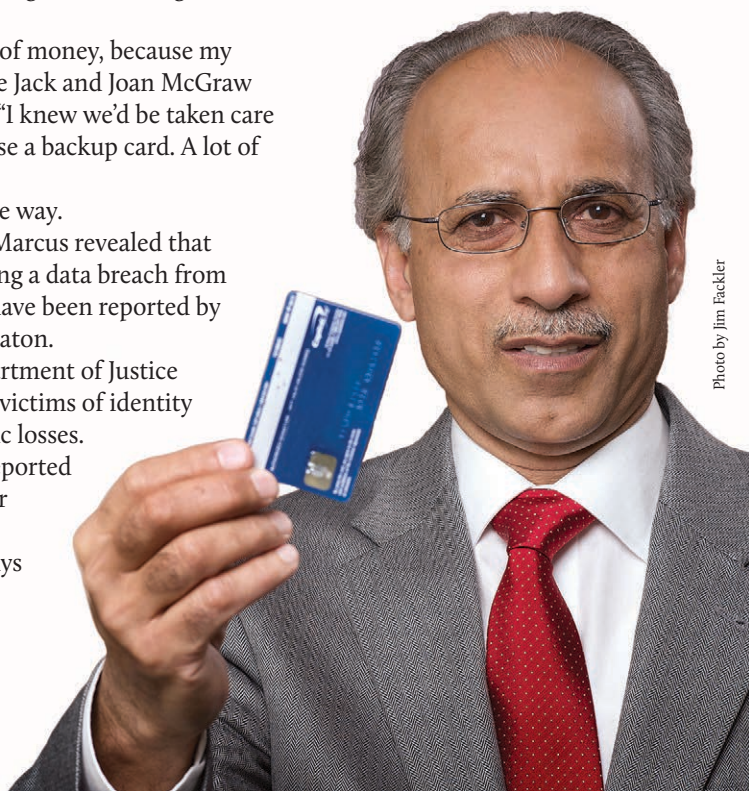 of money, because my
e Jack and Joan McGraw
“I knew we’d be taken care
se a backup card. A lot of
e way.
Marcus revealed that
ng a data breach from
have been reported by
aton.
artment of Justice
victims of identity
c losses.
ported
r
ys
Photo by Jim Fackler